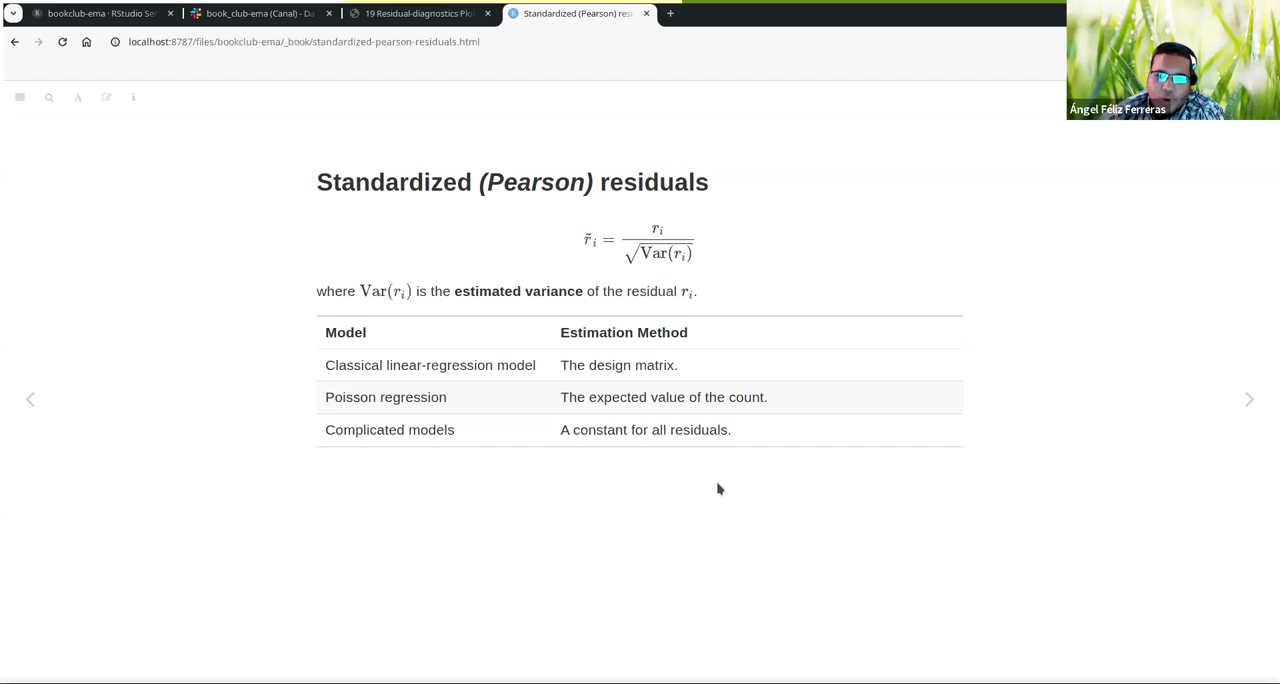 bookclub-ema · RStudio Ser
book_club-ema (Canal) - Da
19 Residual-diagnostics Plo
Standardized (Pearson) resi
localhost:8787/files/bookclub-ema/_book/standardized-pearson-residuals.html
Ángel Féliz Ferreras
Standardized (Pearson) residuals
r̃ᵢ = rᵢ / √Var(rᵢ)
where Var(rᵢ) is the estimated variance of the residual rᵢ.
Model Estimation Method
Classical linear-regression model The design matrix.
Poisson regression The expected value of the count.
Complicated models A constant for all residuals.